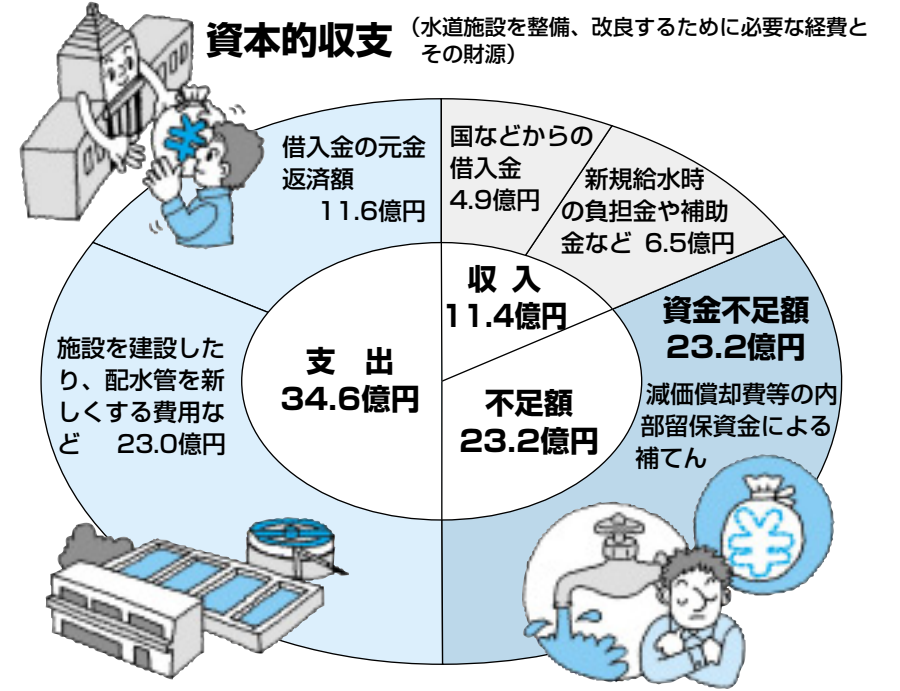 資本的収支
（水道施設を整備、改良するために必要な経費と
その財源）
借入金の元金
返済額
11.6億円
国などからの
借入金
4.9億円
新規給水時
の負担金や補助
金など 6.5億円
収 入
11.4億円
資金不足額
23.2億円
減価償却費等の内
部留保資金による
補てん
施設を建設した
り、配水管を新
しくする費用な
ど　23.0億円
支　出
34.6億円
不足額
23.2億円
¥
¥